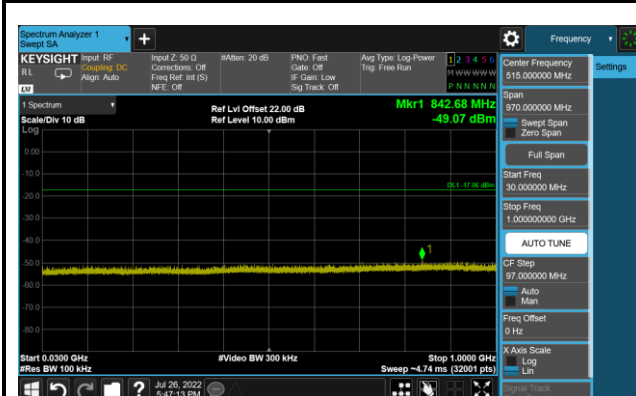 Spectrum Analyzer 1
Swept SA
+
Frequency
KEYSIGHT
Input: RF
Coupling: DC
Align: Auto
R L
LXI
Input Z: 50 Ω
Corrections: Off
Freq Ref: Int (S)
NFE: Off
#Atten: 20 dB
PNO: Fast
Gate: Off
IF Gain: Low
Sig Track: Off
Avg Type: Log-Power
Trig: Free Run
1 2 3 4 5 6
M W W W W W
P N N N N N
Center Frequency
515.000000 MHz
Settings
1 Spectrum
Scale/Div 10 dB
Log
Ref Lvl Offset 22.00 dB
Ref Level 10.00 dBm
Mkr1 842.68 MHz
-49.07 dBm
Span
970.000000 MHz
Swept Span
Zero Span
Full Span
Start Freq
30.000000 MHz
Stop Freq
1.000000000 GHz
AUTO TUNE
CF Step
97.000000 MHz
Auto
Man
Freq Offset
0 Hz
X Axis Scale
Log
Lin
Signal Track
0.00
-10.0
-20.0
-30.0
-40.0
-50.0
-60.0
-70.0
-80.0
DL1 -17.06 dBm
1
Start 0.0300 GHz
#Res BW 100 kHz
#Video BW 300 kHz
Stop 1.0000 GHz
Sweep ~4.74 ms (32001 pts)
?
Jul 26, 2022
5:47:13 PM